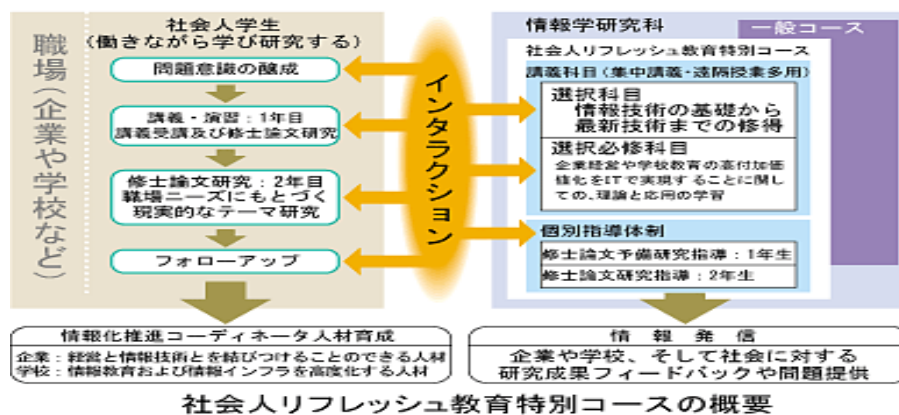 職場(企業や学校など)
社会人学生
(働きながら学び研究する)
問題意識の醸成
講義・演習:1年目
講義受講及び修士論文研究
修士論文研究:2年目
職場ニーズにもとづく
現実的なテーマ研究
フォローアップ
インタラクション
情報学研究科
一般コース
社会人リフレッシュ教育特別コース
講義科目(集中講義・遠隔授業多用)
選択科目
情報技術の基礎から
最新技術までの修得
選択必修科目
企業経営や学校教育の高付加価
値化をITで実現することに関し
ての、理論と応用の学習
個別指導体制
修士論文予備研究指導:1年生
修士論文研究指導:2年生
情報化推進コーディネータ人材育成
企業:経営と情報技術とを結びつけることのできる人材
学校:情報教育および情報インフラを高度化する人材
情報発信
企業や学校、そして社会に対する
研究成果フィードバックや問題提供
社会人リフレッシュ教育特別コースの概要